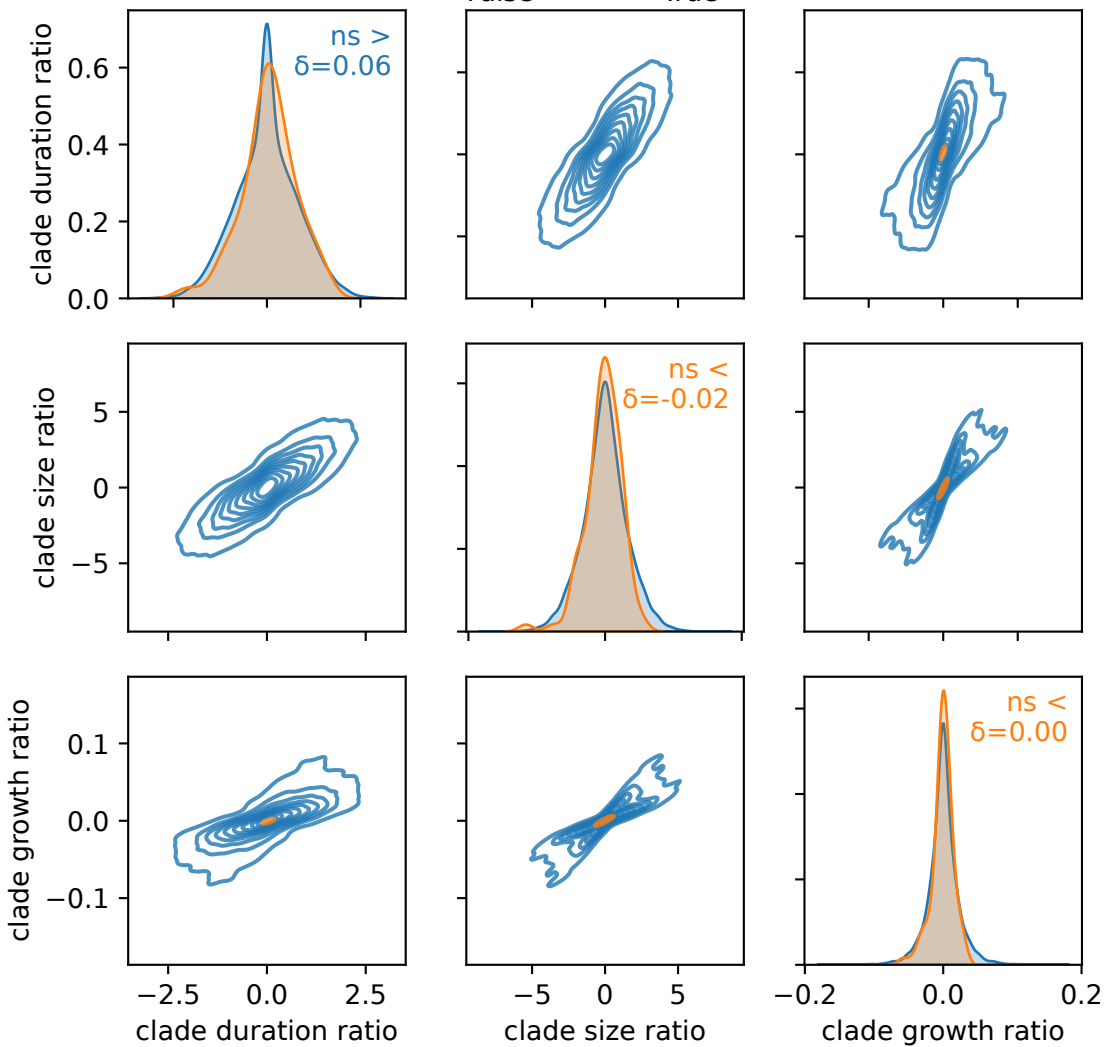 ns >
δ=0.06
clade duration ratio
0.6
0.4
0.2
0.0
ns <
δ=-0.02
clade size ratio
5
0
−5
ns <
δ=0.00
clade growth ratio
0.1
0.0
−0.1
−2.5 0.0 2.5
−5 0 5
−0.2 0.0 0.2
clade duration ratio
clade size ratio
clade growth ratio